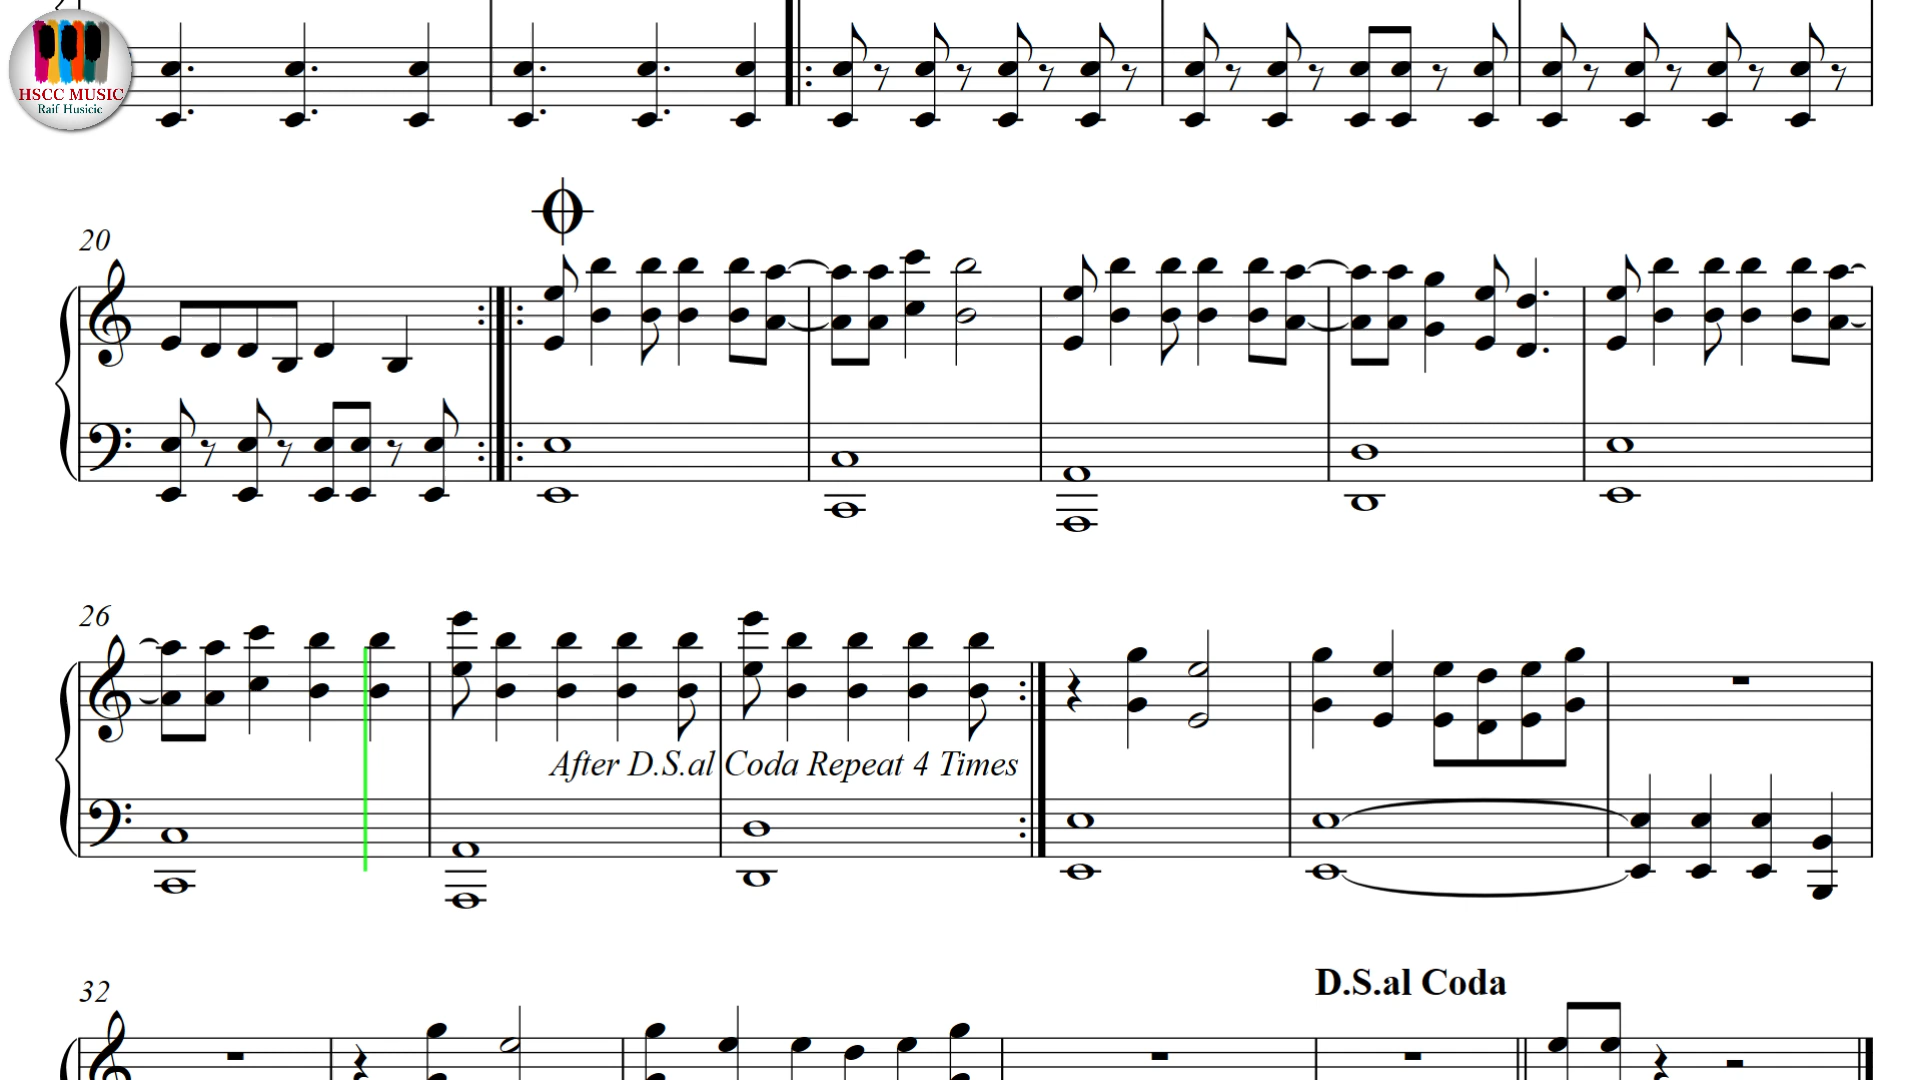 HSCC MUSIC
Raif Husicic
20
26
After D.S.al Coda Repeat 4 Times
D.S.al Coda
32